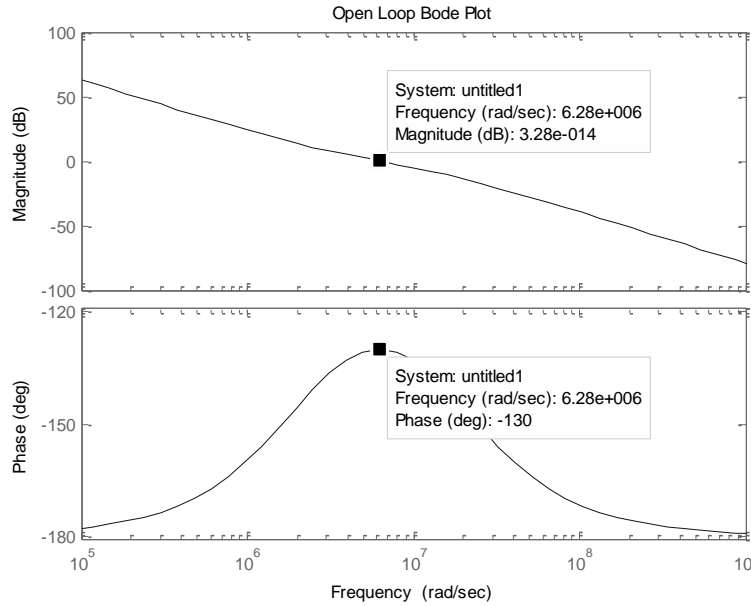 Open Loop Bode Plot
100
50
0
-50
-100
Magnitude (dB)
System: untitled1
Frequency (rad/sec): 6.28e+006
Magnitude (dB): 3.28e-014
-120
-150
-180
Phase (deg)
System: untitled1
Frequency (rad/sec): 6.28e+006
Phase (deg): -130
10^5
10^6
10^7
10^8
10
Frequency (rad/sec)